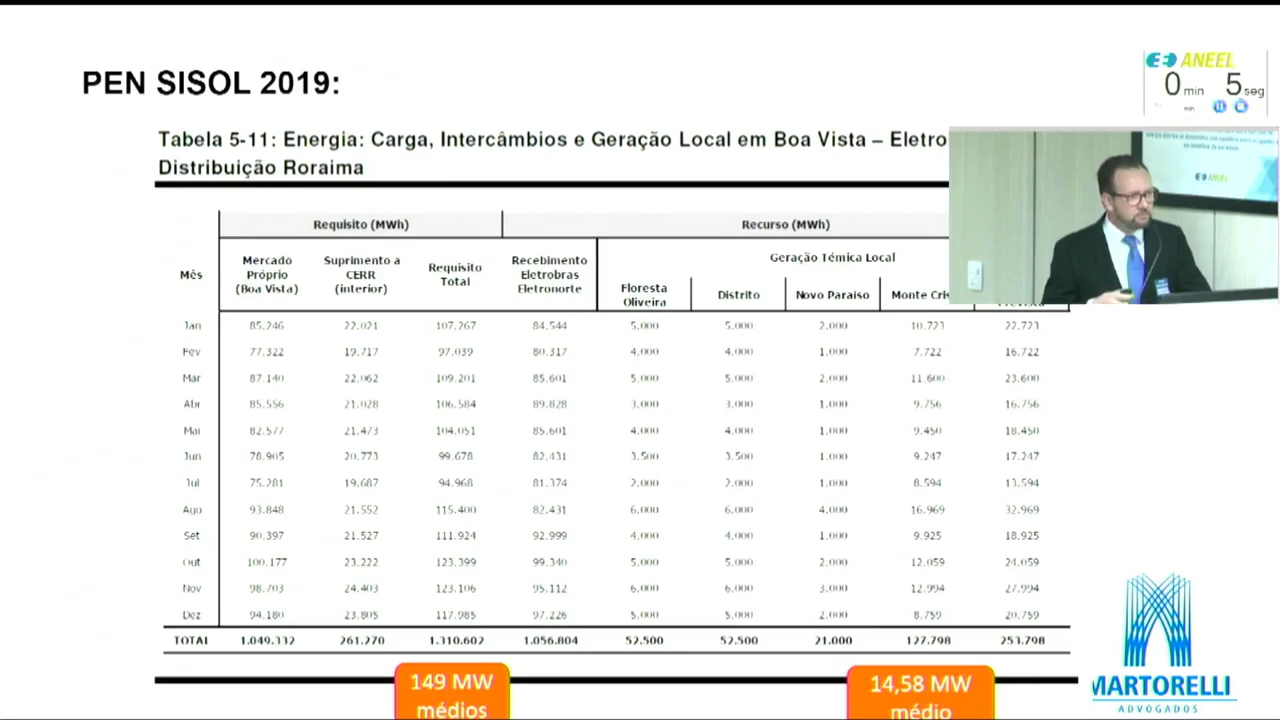 PEN SISOL 2019:
ANEEL
0 min 5 seg
min
Tabela 5-11: Energia: Carga, Intercâmbios e Geração Local em Boa Vista – Eletro
Distribuição Roraima
Requisito (MWh) Recurso (MWh)
Mês Mercado Próprio (Boa Vista) Suprimento a CERR (interior) Requisito Total Recebimento Eletrobras Eletronorte Geração Témica Local
Floresta Oliveira Distrito Novo Paraiso Monte Cris
Jan 85.246 22.021 107.267 84.544 5.000 5.000 2.000 10.723 22.723
Fev 77.322 19.717 97.039 80.317 4.000 4.000 1.000 7.722 16.722
Mar 87.140 22.062 109.201 85.601 5.000 5.000 2.000 11.600 23.600
Abr 85.556 21.028 106.584 89.828 3.000 3.000 1.000 9.756 16.756
Mai 82.577 21.473 104.051 85.601 4.000 4.000 1.000 9.450 18.450
Jun 78.905 20.773 99.678 82.431 3.500 3.500 1.000 9.247 17.247
Jul 75.281 19.687 94.968 81.374 2.000 2.000 1.000 8.594 13.594
Ago 93.848 21.552 115.400 82.431 6.000 6.000 4.000 16.969 32.969
Set 90.397 21.527 111.924 92.999 4.000 4.000 1.000 9.925 18.925
Out 100.177 23.222 123.399 99.340 5.000 5.000 2.000 12.059 24.059
Nov 98.703 24.403 123.106 95.112 6.000 6.000 3.000 12.994 27.994
Dez 94.180 23.805 117.985 97.226 5.000 5.000 2.000 8.759 20.759
TOTAL 1.049.332 261.270 1.310.602 1.056.804 52.500 52.500 21.000 127.798 253.798
149 MW
médios
14,58 MW
médio
MARTORELLI
ADVOGADOS